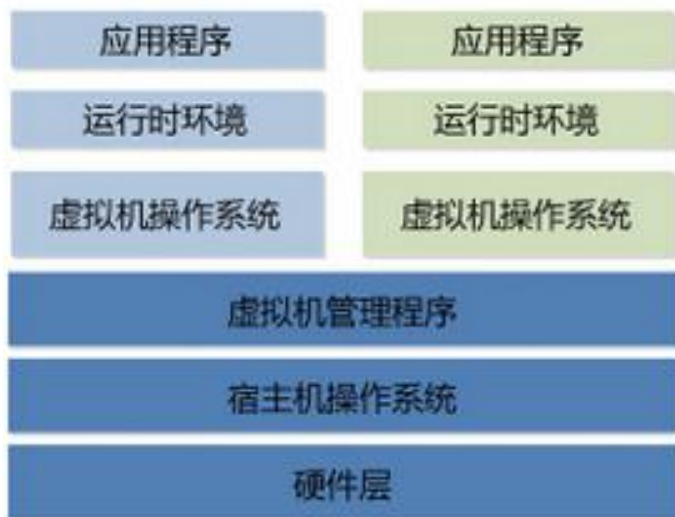 应用程序 应用程序
运行时环境 运行时环境
虚拟机操作系统 虚拟机操作系统
虚拟机管理程序
宿主机操作系统
硬件层